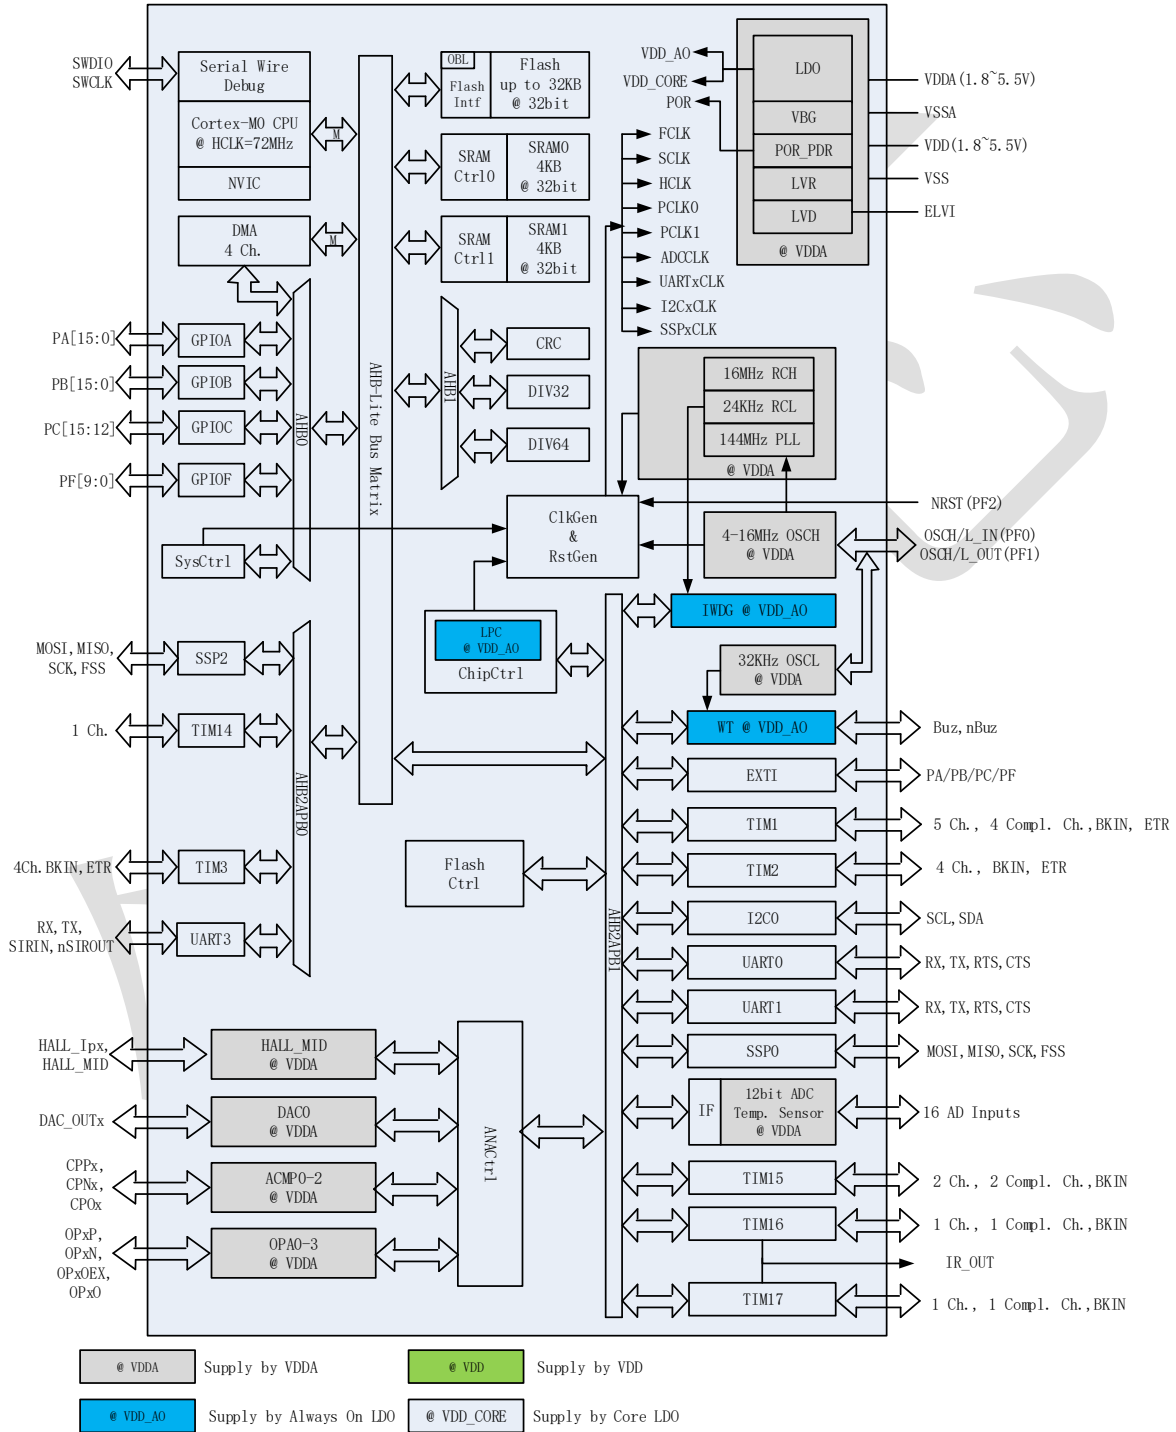 SWDIO
SWCLK
Serial Wire
Debug
Cortex-M0 CPU
@ HCLK=72MHz
NVIC
M
DMA
4 Ch.
M
OBL
Flash
Intf
Flash
up to 32KB
@ 32bit
SRAM
Ctrl0
SRAM0
4KB
@ 32bit
SRAM
Ctrl1
SRAM1
4KB
@ 32bit
VDD_AO
VDD_CORE
POR
LDO
VBG
POR_PDR
LVR
LVD
@ VDDA
VDDA(1.8~5.5V)
VSSA
VDD(1.8~5.5V)
VSS
ELVI
FCLK
SCLK
HCLK
PCLK0
PCLK1
ADCCLK
UARTxCLK
I2CxCLK
SSPxCLK
PA[15:0]
GPIOA
PB[15:0]
GPIOB
PC[15:12]
GPIOC
PF[9:0]
GPIOF
SysCtrl
AHB0
AHB-Lite Bus Matrix
AHB1
CRC
DIV32
DIV64
16MHz RCH
24KHz RCL
144MHz PLL
@ VDDA
ClkGen
&
RstGen
NRST(PF2)
4-16MHz OSCH
@ VDDA
OSCH/L_IN(PF0)
OSCH/L_OUT(PF1)
IWDG @ VDD_AO
LPC
@ VDD_AO
ChipCtrl
32KHz OSCL
@ VDDA
MOSI,MISO,
SCK,FSS
SSP2
1 Ch.
TIM14
4Ch.BKIN,ETR
TIM3
RX,TX,
SIRIN,nSIROUT
UART3
AHB2APB0
Flash
Ctrl
AHB2APB1
WT @ VDD_AO
Buz,nBuz
EXTI
PA/PB/PC/PF
TIM1
5 Ch., 4 Compl. Ch.,BKIN, ETR
TIM2
4 Ch., BKIN, ETR
I2C0
SCL,SDA
UART0
RX,TX,RTS,CTS
UART1
RX,TX,RTS,CTS
SSP0
MOSI,MISO,SCK,FSS
IF
12bit ADC
Temp. Sensor
@ VDDA
16 AD Inputs
TIM15
2 Ch., 2 Compl. Ch.,BKIN
TIM16
1 Ch., 1 Compl. Ch.,BKIN
IR_OUT
TIM17
1 Ch., 1 Compl. Ch.,BKIN
HALL_Ipx,
HALL_MID
HALL_MID
@ VDDA
DAC_OUTx
DAC0
@ VDDA
CPPx,
CPNx,
CPOx
ACMP0-2
@ VDDA
OPxP,
OPxN,
OPxOEX,
OPxO
OPA0-3
@ VDDA
ANACtrl
@ VDDA
Supply by VDDA
@ VDD
Supply by VDD
@ VDD_AO
Supply by Always On LDO
@ VDD_CORE
Supply by Core LDO